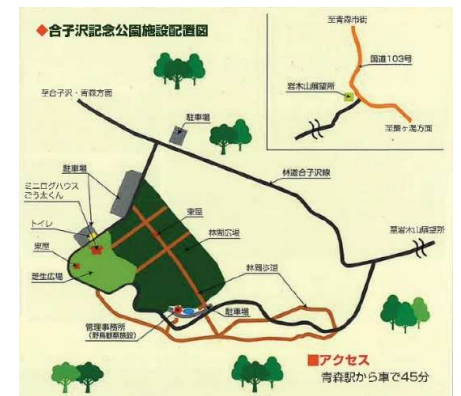 ◆合子沢記念公園施設配置図
至青森市街
国道103号
岩木山展望所
至酸ヶ湯方面
至合子沢・青森方面
駐車場
駐車場
ミニログハウス
ごう太くん
トイレ
東屋
芝生広場
東屋
林間広場
林道合子沢線
至岩木山展望所
林間歩道
駐車場
管理事務所
(野鳥観察施設)
■アクセス
青森駅から車で45分